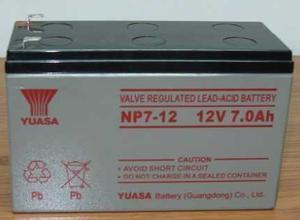 VALVE REGULATED LEAD-ACID BATTERY
YUASA
NP7-12 12V 7.0Ah
CAUTION
• AVOID SHORT CIRCUIT
• DO NOT CHARGE IN A SEALED CONTAINER
Pb Pb
YUASA Battery (Guangdong) Co., Ltd.